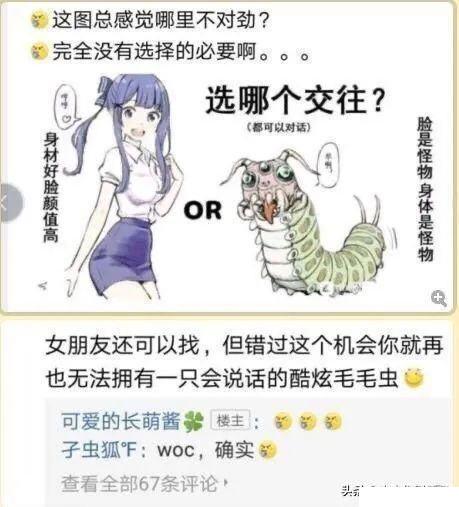 这图总感觉哪里不对劲?
完全没有选择的必要啊。。。
选哪个交往?
(都可以对话)
身材好脸颜值高
OR
脸是怪物 身体是怪物
女朋友还可以找，但错过这个机会你就再
也无法拥有一只会说话的酷炫毛毛虫
可爱的长萌酱 楼主：
孑虫狐℉: woc, 确实
查看全部67条评论